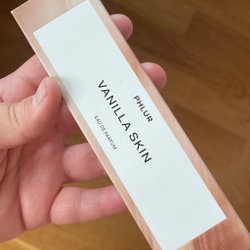 PHLUR
VANILLA SKIN
EAU DE PARFUM